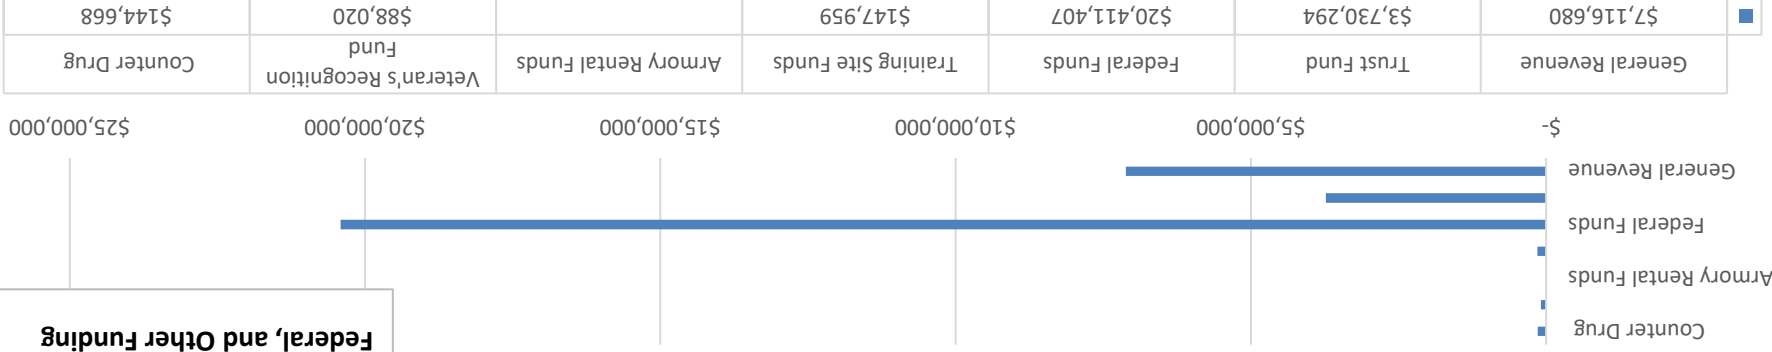 Federal, and Other Funding
Counter Drug
Armory Rental Funds
Federal Funds
General Revenue
$- $5,000,000 $10,000,000 $15,000,000 $20,000,000 $25,000,000
General Revenue Trust Fund Federal Funds Training Site Funds Armory Rental Funds Veteran's Recognition Counter Drug
Fund
$7,116,680 $3,730,294 $20,411,407 $147,959 $88,020 $144,668